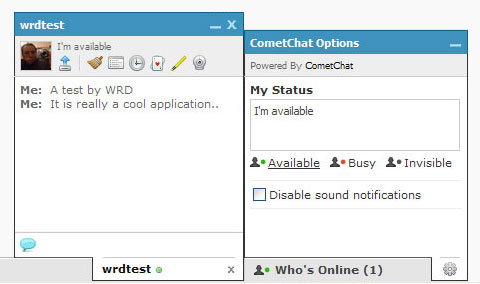 wrdtest
I'm available
Me: A test by WRD
Me: It is really a cool application..
wrdtest x
CometChat Options
Powered By CometChat
My Status
I'm available
Available Busy Invisible
Disable sound notifications
Who's Online (1)